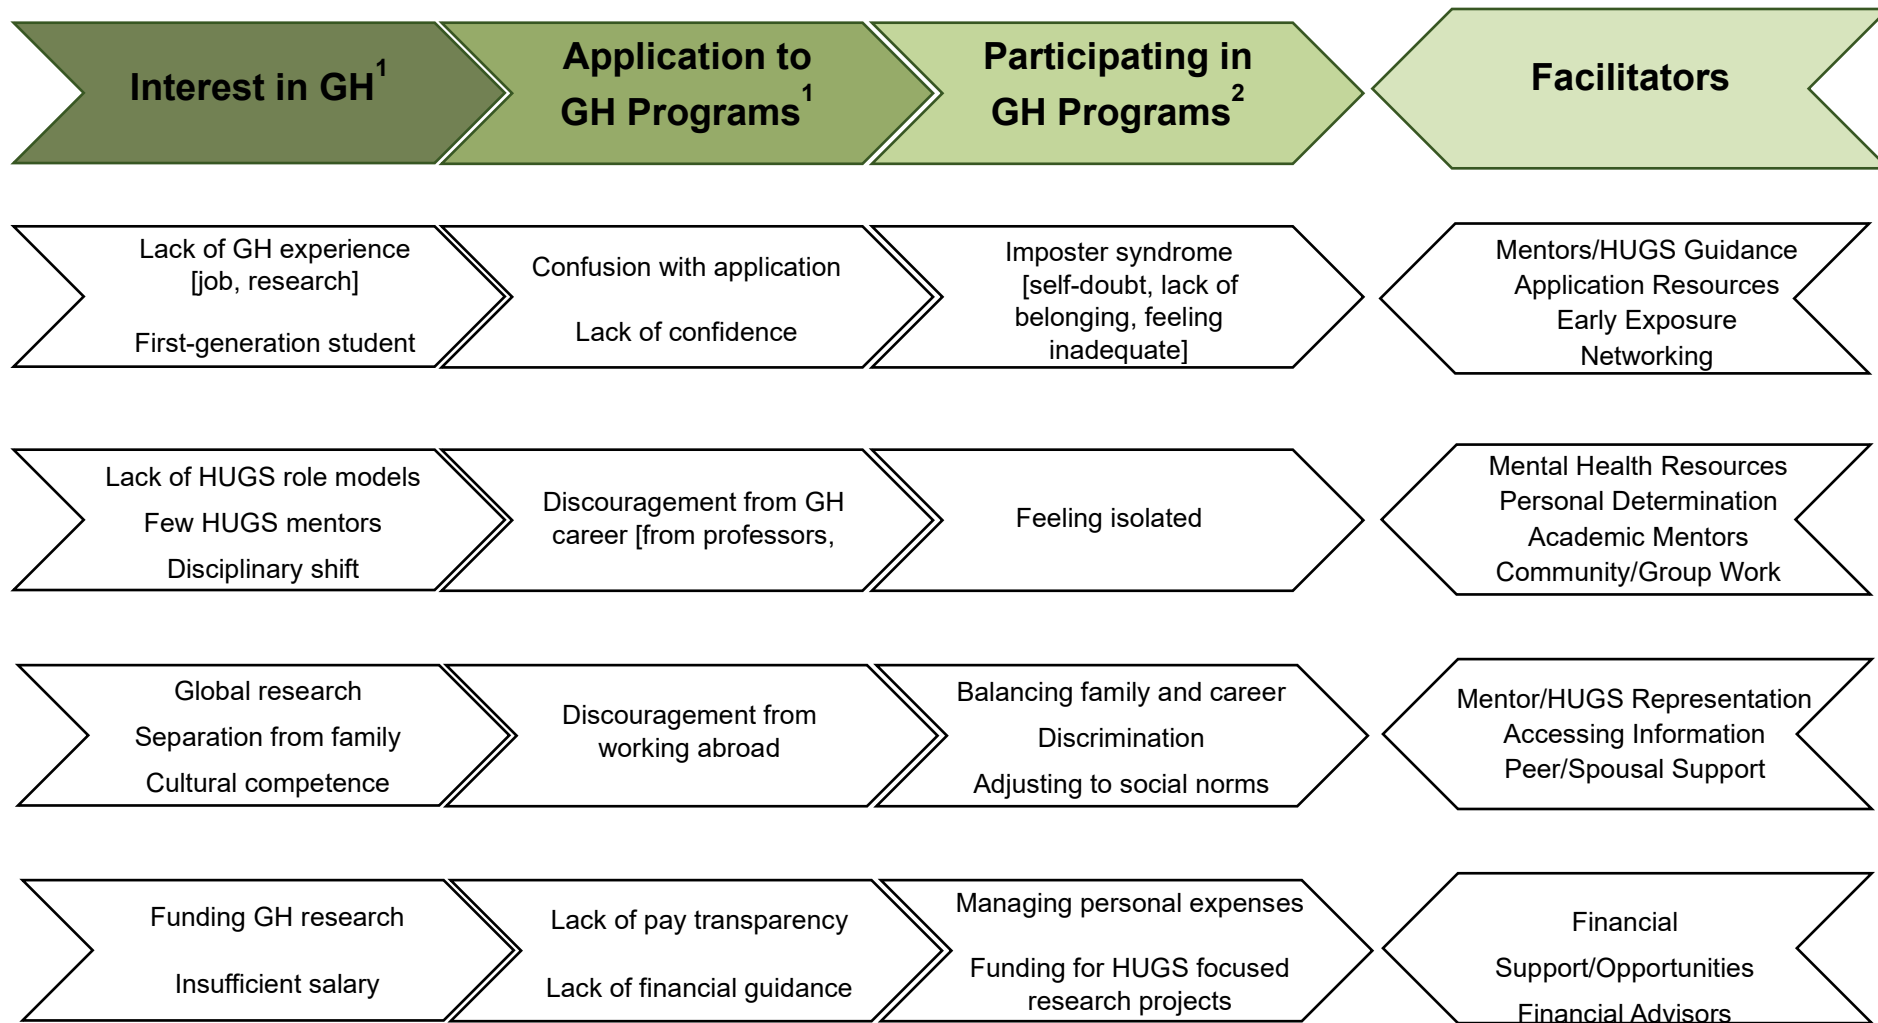 Interest in GH1
Application to
GH Programs1
Participating in
GH Programs2
Facilitators
Lack of GH experience
[job, research]
First-generation student
Confusion with application
Lack of confidence
Imposter syndrome
[self-doubt, lack of
belonging, feeling
inadequate]
Mentors/HUGS Guidance
Application Resources
Early Exposure
Networking
Lack of HUGS role models
Few HUGS mentors
Disciplinary shift
Discouragement from GH
career [from professors,
Feeling isolated
Mental Health Resources
Personal Determination
Academic Mentors
Community/Group Work
Global research
Separation from family
Cultural competence
Discouragement from
working abroad
Balancing family and career
Discrimination
Adjusting to social norms
Mentor/HUGS Representation
Accessing Information
Peer/Spousal Support
Funding GH research
Insufficient salary
Lack of pay transparency
Lack of financial guidance
Managing personal expenses
Funding for HUGS focused
research projects
Financial
Support/Opportunities
Financial Advisors